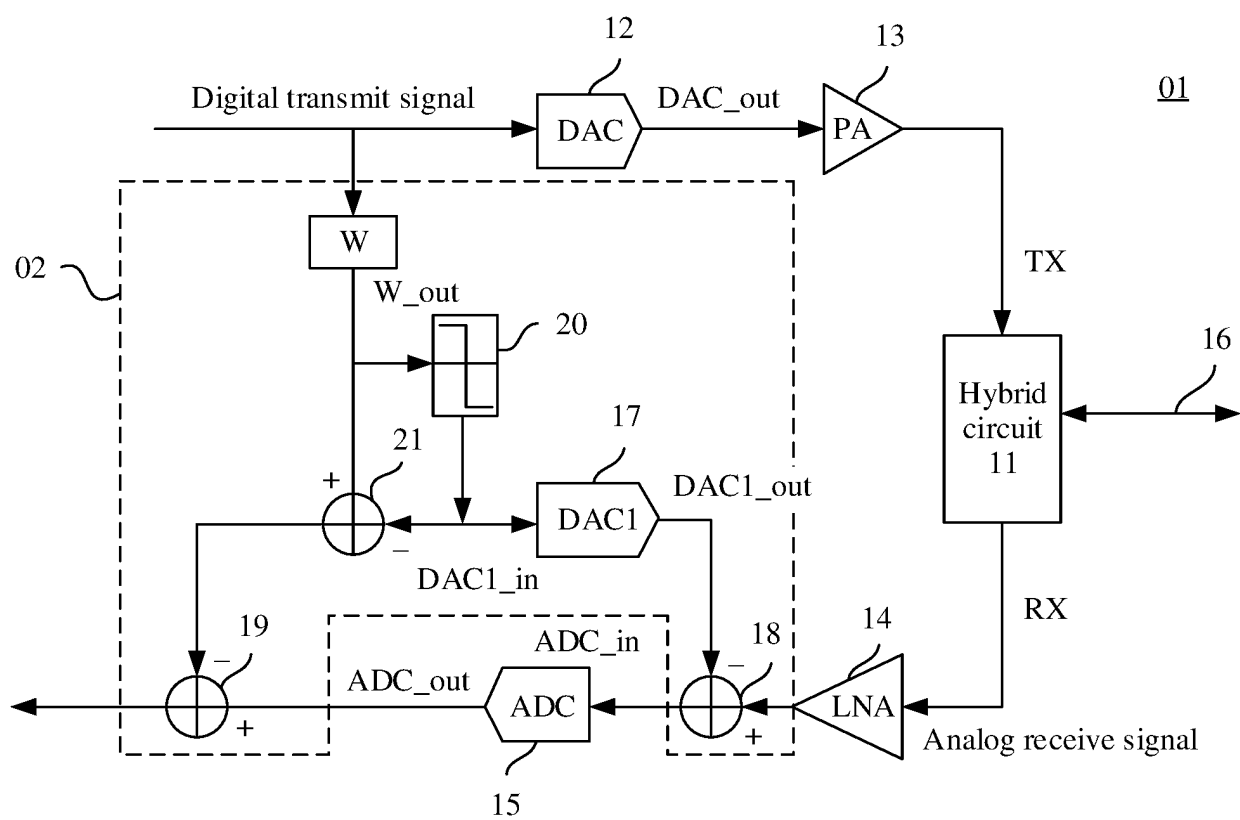 12
13
01
Digital transmit signal
DAC_out
DAC
PA
W
02
TX
W_out
20
16
Hybrid
circuit
11
17
21
+
DAC1_out
DAC1
–
DAC1_in
RX
19
ADC_in
18
14
–
–
ADC_out
ADC
LNA
+
+
Analog receive signal
15